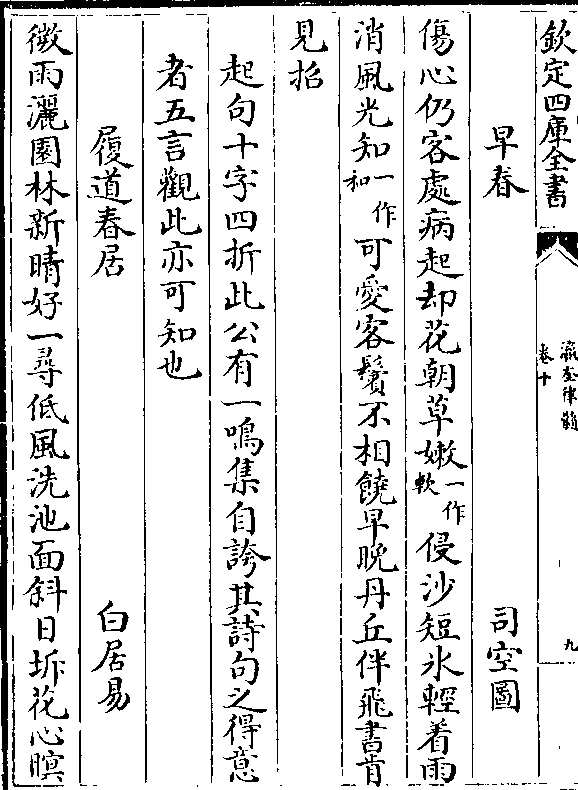 欽定四庫全書
瀛奎律髓
卷十
九
早春　司空圖
傷心仍客處病起却花朝草嫩一作軟侵沙短氷輕着雨
消風光知一作和可愛客鬢不相饒早晚丹丘伴飛書肯
見招
起句十字四折此公有一鳴集自誇其詩句之得意
者五言觀此亦可知也
履道春居　白居易
微雨灑園林新晴好一尋低風洗池面斜日坼花心暝